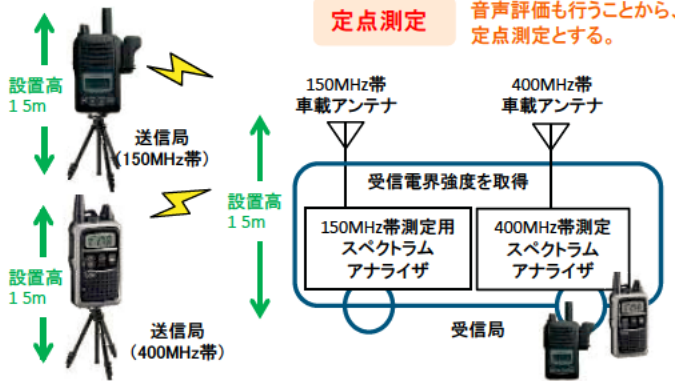 定点測定
音声評価も行うことから、
定点測定とする。
設置高
1 5m
送信局
(150MHz帯)
設置高
1 5m
送信局
(400MHz帯)
設置高
1 5m
150MHz帯
車載アンテナ
400MHz帯
車載アンテナ
受信電界強度を取得
150MHz帯測定用
スペクトラム
アナライザ
400MHz帯測定
スペクトラム
アナライザ
受信局